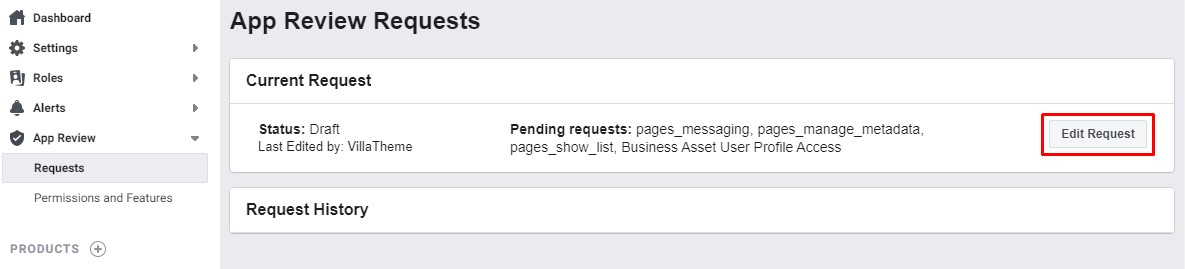 Dashboard
Settings
Roles
Alerts
App Review
Requests
Permissions and Features
PRODUCTS
App Review Requests
Current Request
Status: Draft
Last Edited by: VillaTheme
Pending requests: pages_messaging, pages_manage_metadata,
pages_show_list, Business Asset User Profile Access
Edit Request
Request History